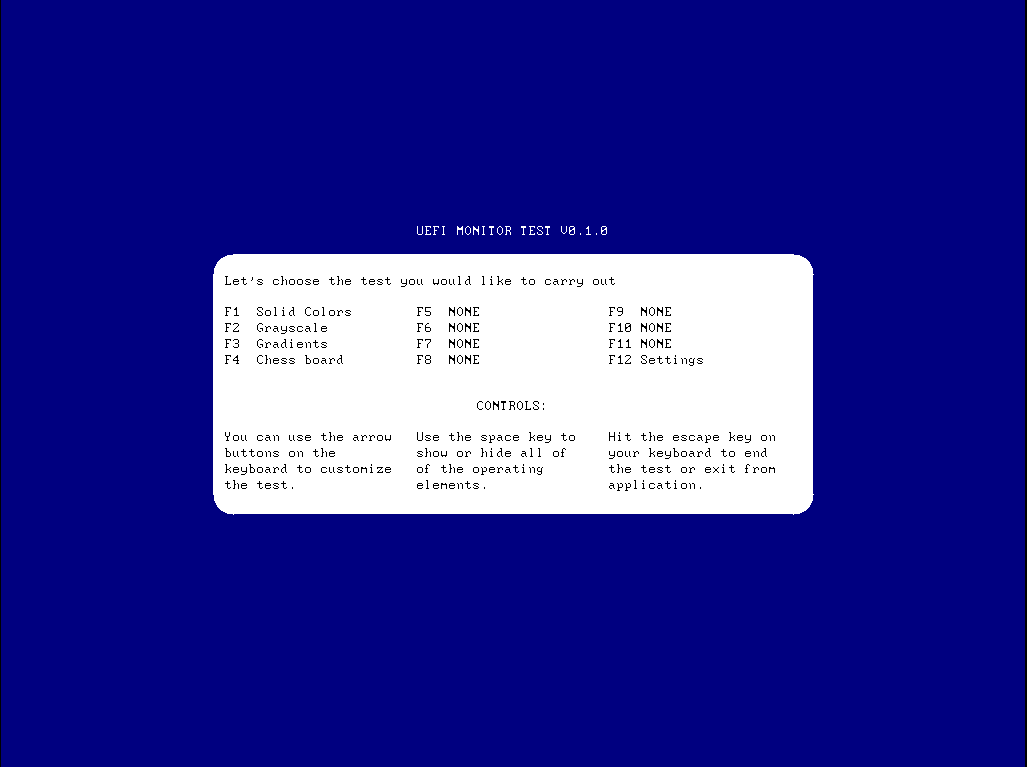 UEFI MONITOR TEST V0.1.0
Let's choose the test you would like to carry out
F1 Solid Colors F5 NONE F9 NONE
F2 Grayscale F6 NONE F10 NONE
F3 Gradients F7 NONE F11 NONE
F4 Chess board F8 NONE F12 Settings
CONTROLS:
You can use the arrow
buttons on the
keyboard to customize
the test.
Use the space key to
show or hide all of
of the operating
elements.
Hit the escape key on
your keyboard to end
the test or exit from
application.